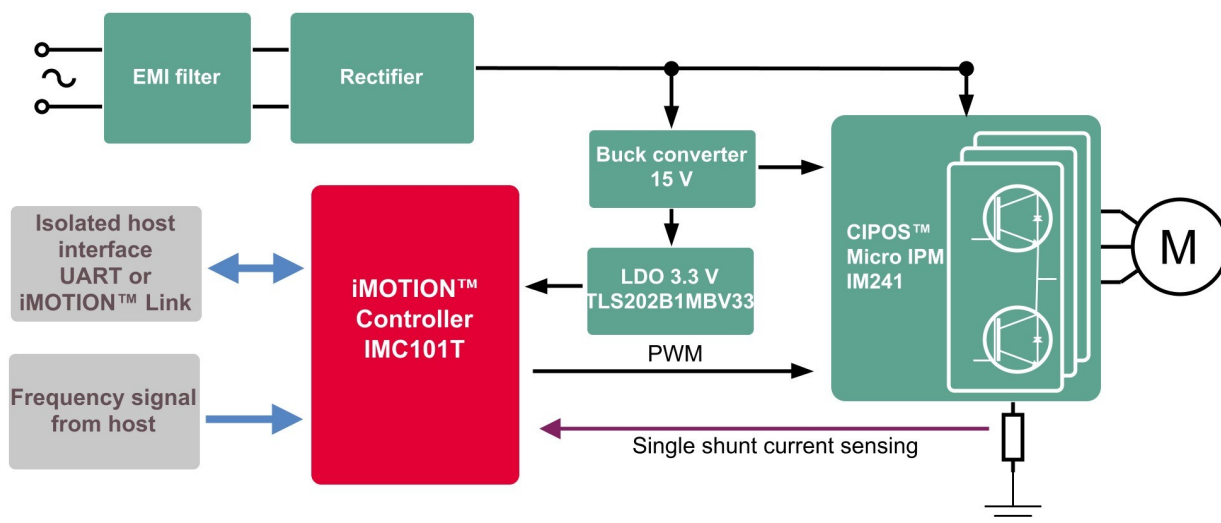 EMI filter
Rectifier
Buck converter
15 V
Isolated host
interface
UART or
iMOTION™ Link
iMOTION™
Controller
IMC101T
LDO 3.3 V
TLS202B1MBV33
CIPOS™
Micro IPM
IM241
M
PWM
Frequency signal
from host
Single shunt current sensing